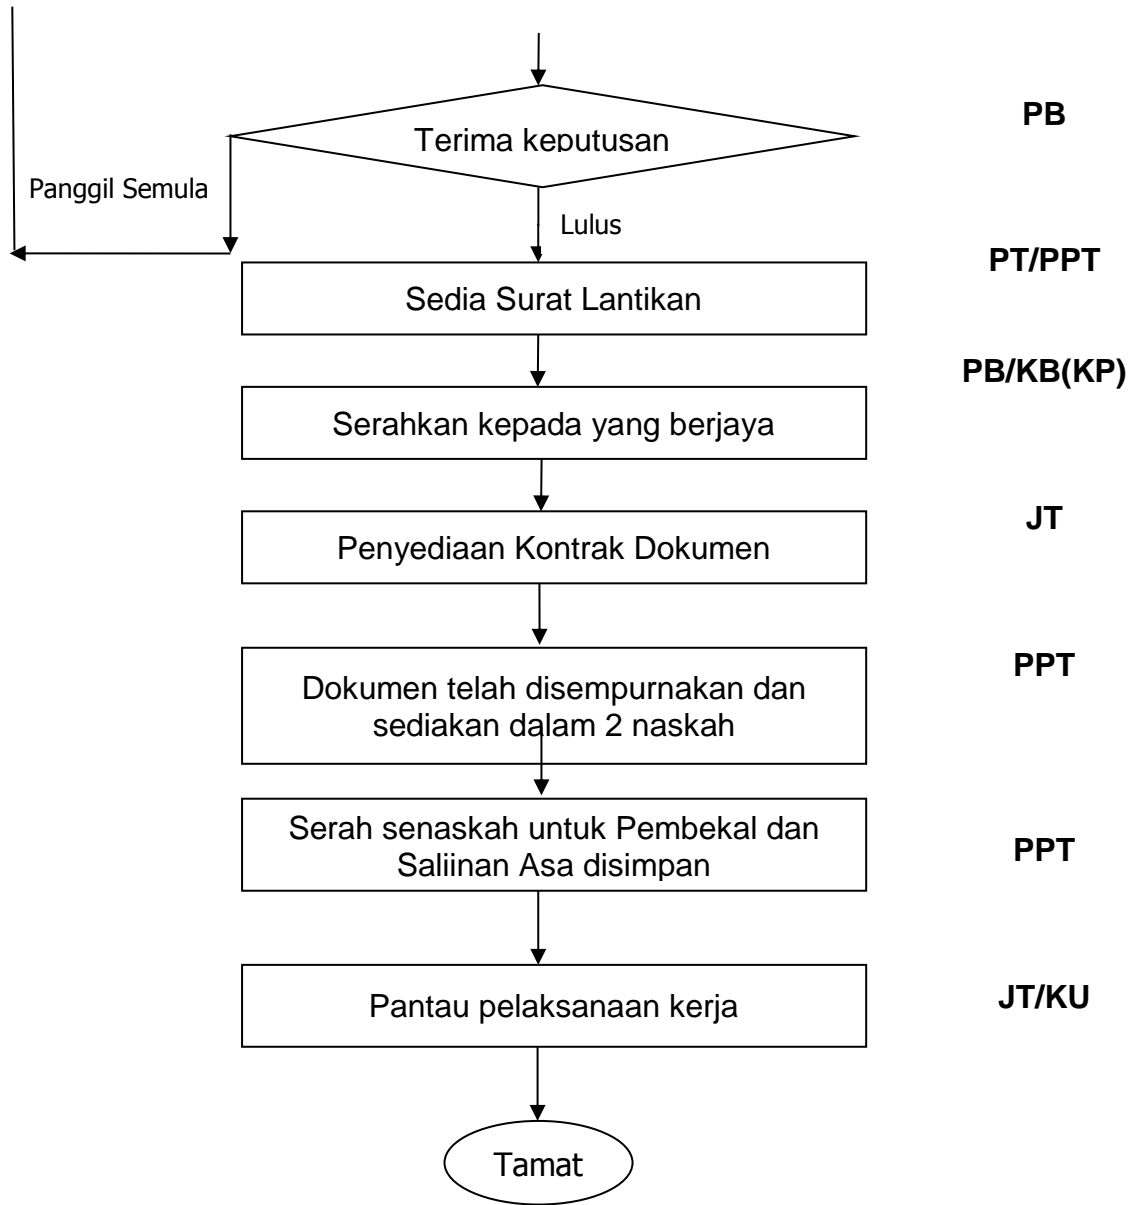 PB
Terima keputusan
Panggil Semula
Lulus
PT/PPT
Sedia Surat Lantikan
PB/KB(KP)
Serahkan kepada yang berjaya
JT
Penyediaan Kontrak Dokumen
PPT
Dokumen telah disempurnakan dan
sediakan dalam 2 naskah
Serah senaskah untuk Pembekal dan
Saliinan Asa disimpan
PPT
Pantau pelaksanaan kerja
JT/KU
Tamat